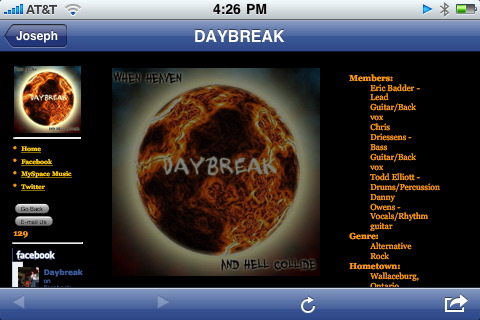 AT&T
4:26 PM
Joseph
DAYBREAK
DAYBREAK
Home
Facebook
MySpace Music
Twitter
Go Back
E-mail Us
129
facebook
Daybreak
on
WHEN HEAVEN
DAYBREAK
AND HELL COLLIDE
Members:
Eric Badder -
Lead
Guitar/Back
vox
Chris
Driessens -
Bass
Guitar/Back
vox
Todd Elliott -
Drums/Percussion
Danny
Owens -
Vocals/Rhythm
guitar
Genre:
Alternative
Rock
Hometown:
Wallaceburg,
Ontario